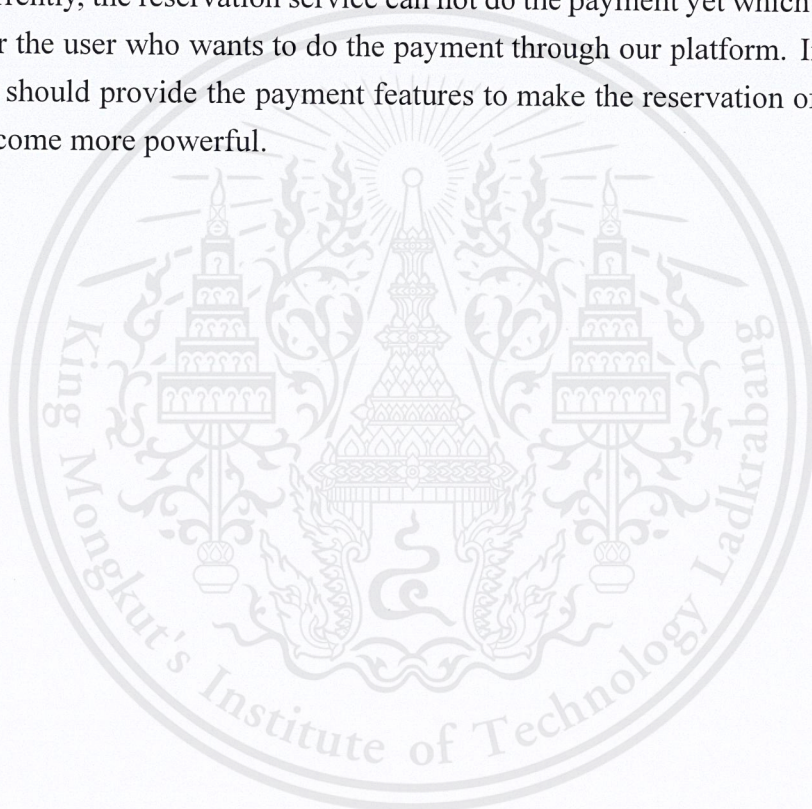 the reservation service can not do the payment yet which
the user who wants to do the payment through our platform.
should provide the payment features to make the reservation
come more powerful.
King Mongkut's Institute of Technology Ladkrabang